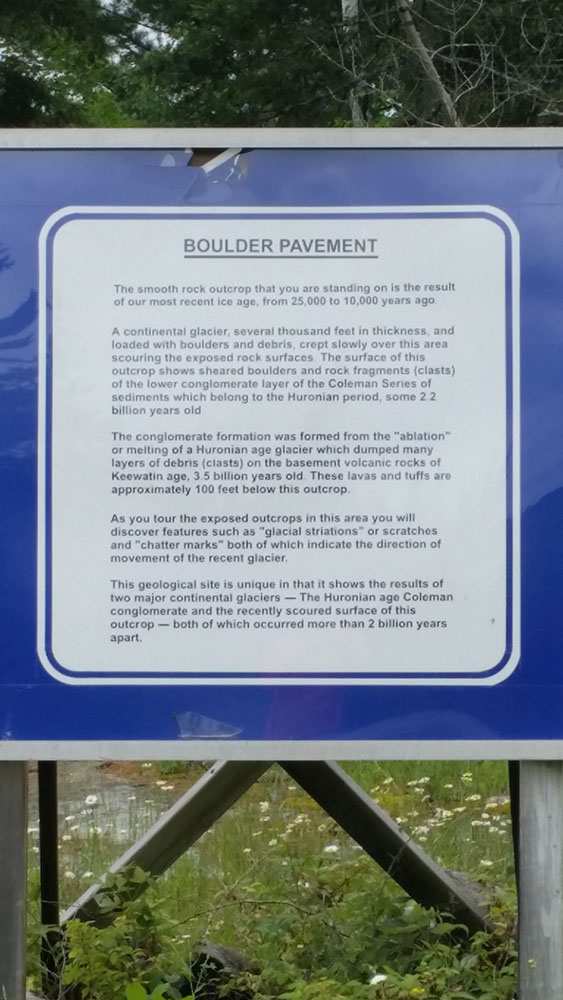 BOULDER PAVEMENT
The smooth rock outcrop that you are standing on is the result
of our most recent ice age, from 25,000 to 10,000 years ago.
A continental glacier, several thousand feet in thickness, and
loaded with boulders and debris, crept slowly over this area
scouring the exposed rock surfaces. The surface of this
outcrop shows sheared boulders and rock fragments (clasts)
of the lower conglomerate layer of the Coleman Series of
sediments which belong to the Huronian period, some 2.2
billion years old
The conglomerate formation was formed from the "ablation"
or melting of a Huronian age glacier which dumped many
layers of debris (clasts) on the basement volcanic rocks of
Keewatin age, 3.5 billion years old. These lavas and tuffs are
approximately 100 feet below this outcrop.
As you tour the exposed outcrops in this area you will
discover features such as "glacial striations" or scratches
and "chatter marks" both of which indicate the direction of
movement of the recent glacier.
This geological site is unique in that it shows the results of
two major continental glaciers — The Huronian age Coleman
conglomerate and the recently scoured surface of this
outcrop — both of which occurred more than 2 billion years
apart.